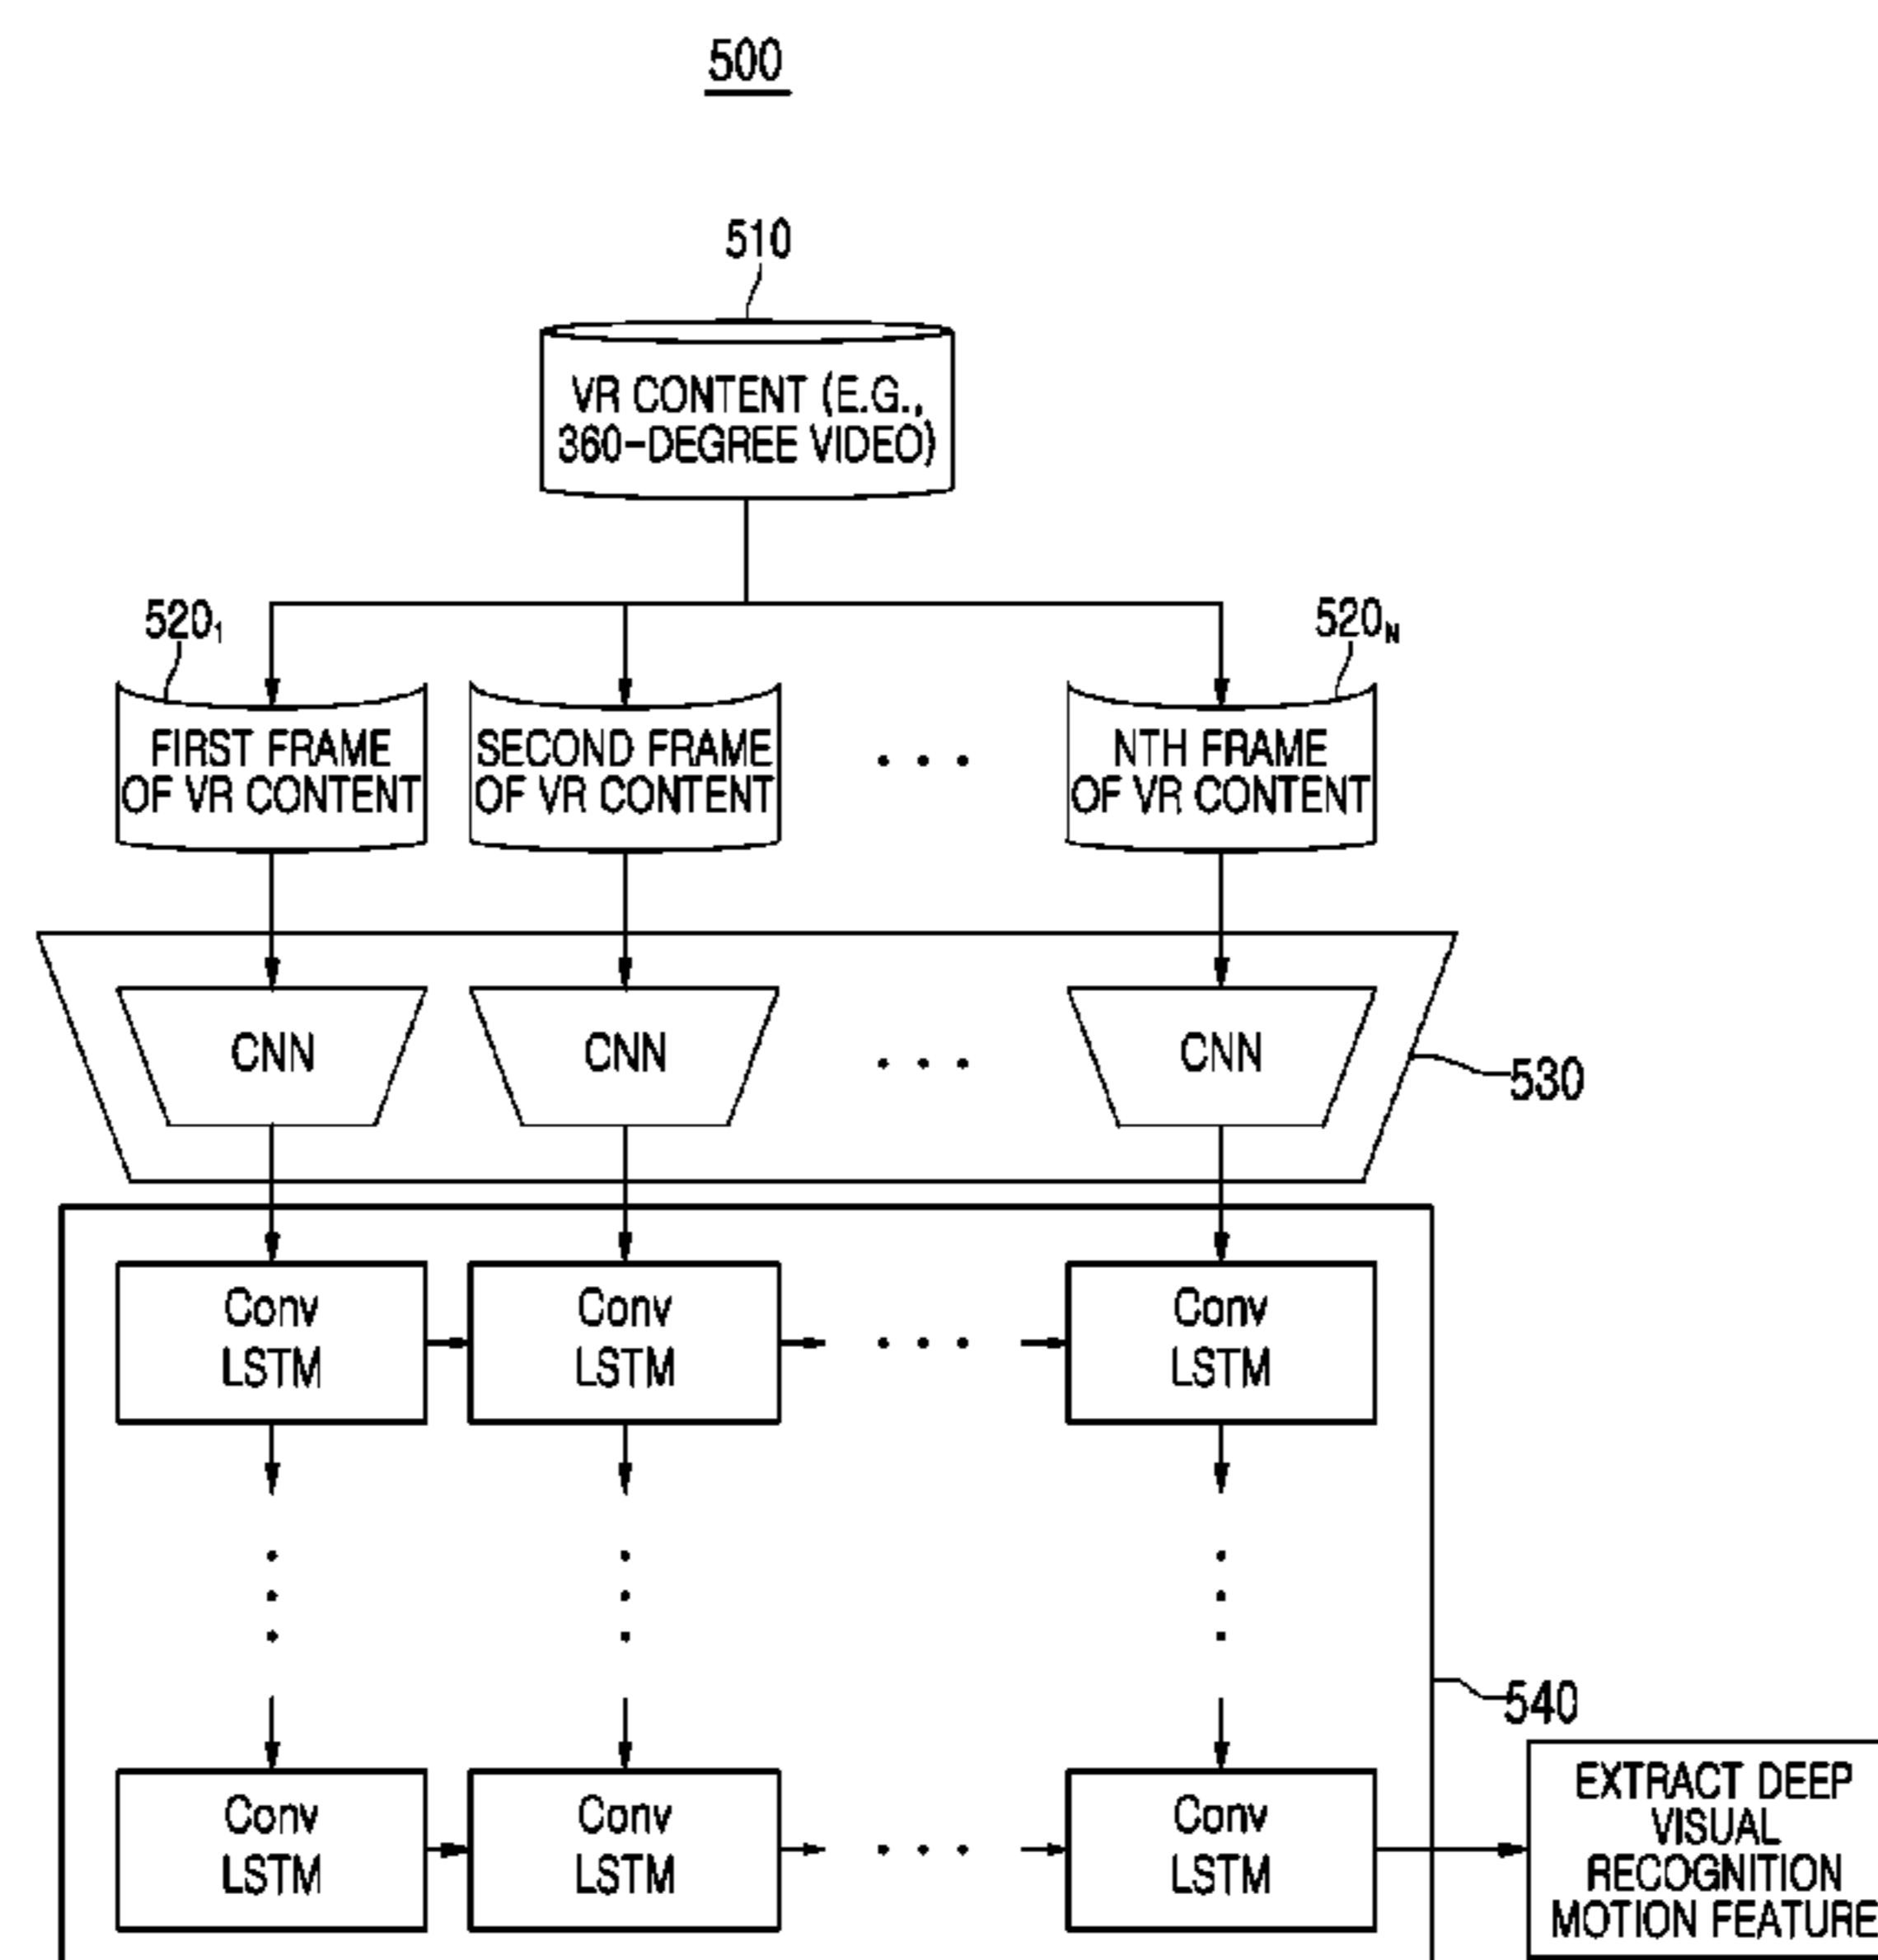 500
510
VR CONTENT (E.G.,
360-DEGREE VIDEO)
520₁
520ɴ
FIRST FRAME
OF VR CONTENT
SECOND FRAME
OF VR CONTENT
. . .
NTH FRAME
OF VR CONTENT
CNN
CNN
. . .
CNN
530
Conv
LSTM
Conv
LSTM
. . .
Conv
LSTM
540
Conv
LSTM
Conv
LSTM
. . .
Conv
LSTM
EXTRACT DEEP
VISUAL
RECOGNITION
MOTION FEATURE